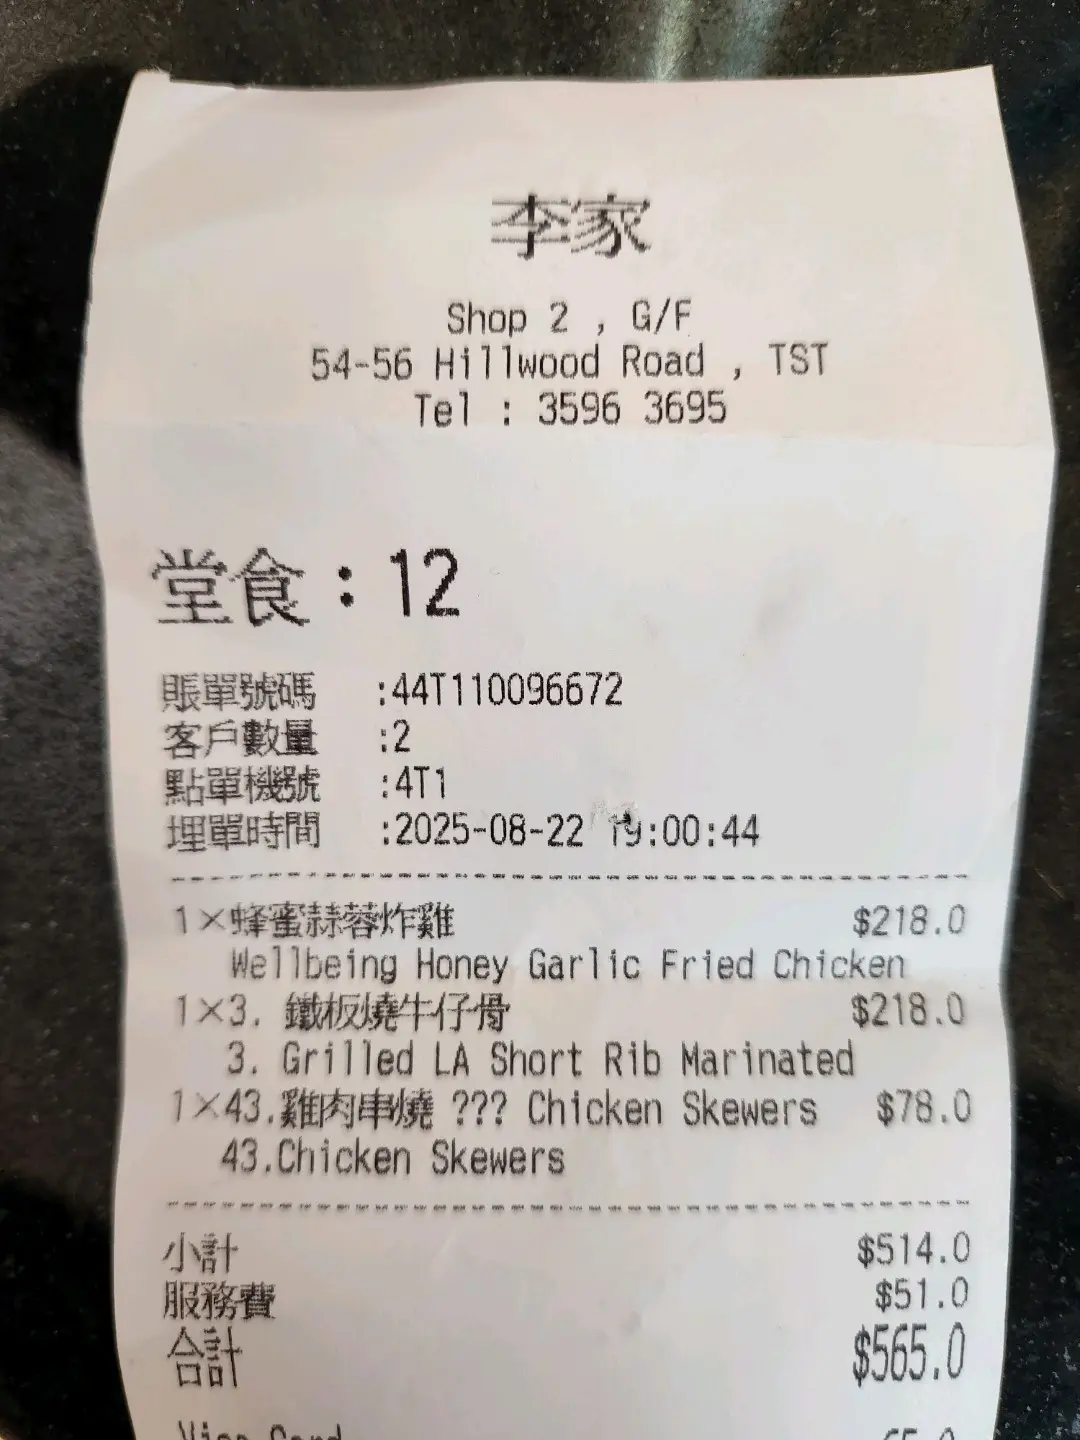 李家
Shop 2 , G/F
54-56 Hillwood Road , TST
Tel : 3596 3695
堂食：12
賬單號碼 :44T110096672
客戶數量 :2
點單機號 :4T1
埋單時間 :2025-08-22 19:00:44
1×蜂蜜蒜蓉炸雞 $218.0
Wellbeing Honey Garlic Fried Chicken
1×3. 鐵板燒牛仔骨 $218.0
3. Grilled LA Short Rib Marinated
1×43.雞肉串燒 ??? Chicken Skewers $78.0
43.Chicken Skewers
小計 $514.0
服務費 $51.0
合計 $565.0
Visa Card